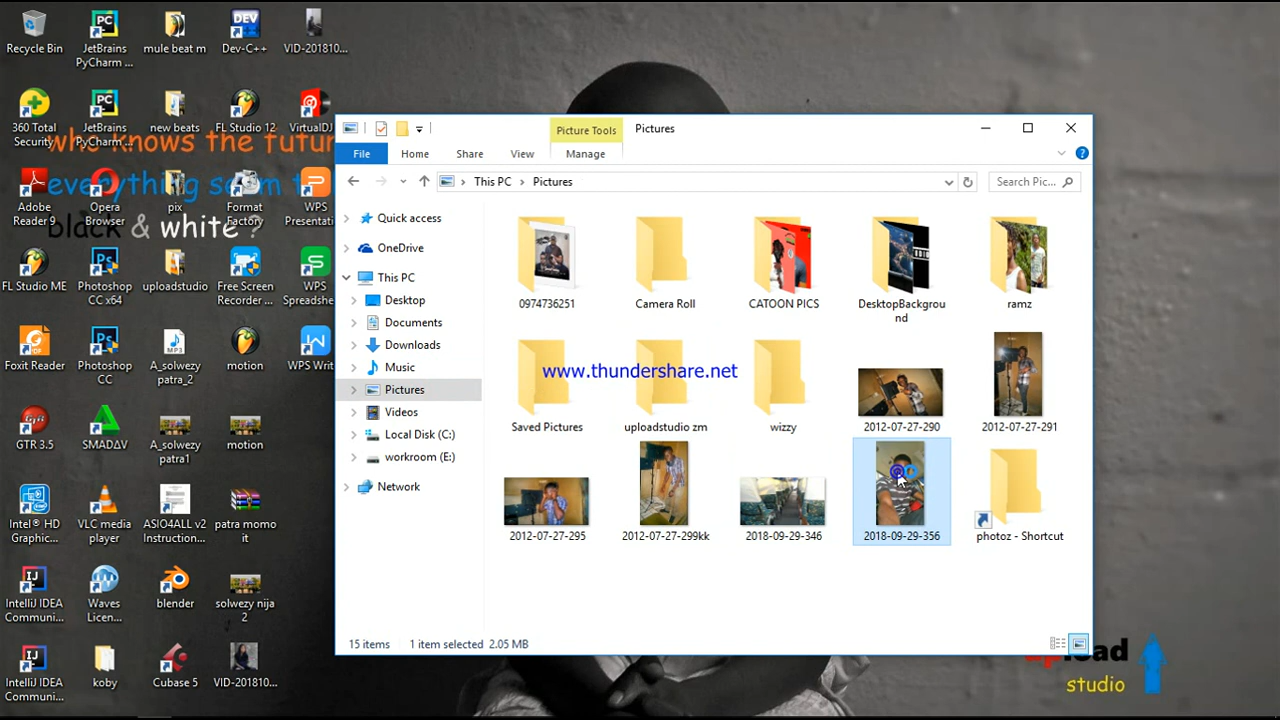 Recycle Bin
JetBrains PyCharm ...
mule beat m
Dev-C++
VID-201810...
360 Total Security
JetBrains PyCharm ...
new beats
FL Studio 12
VirtualDJ
who knows the futur
everything seem t
black & white ?
Adobe Reader 9
Opera Browser
pix
Format Factory
WPS Presentati
FL Studio ME
Photoshop CC x64
uploadstudio
Free Screen Recorder ...
WPS Spreadshe
Foxit Reader
Photoshop CC
A_solwezy patra_2
motion
WPS Writ
GTR 3.5
SMADΔV
A_solwezy patra1
motion
Intel® HD Graphic...
VLC media player
ASIO4ALL v2 Instruction...
patra momo it
IntelliJ IDEA Communi...
Waves Licen...
blender
solwezy nija 2
IntelliJ IDEA Communi...
koby
Cubase 5
VID-201810...
Picture Tools
Pictures
File
Home
Share
View
Manage
This PC
Pictures
Search Pic...
Quick access
OneDrive
This PC
Desktop
Documents
Downloads
Music
Pictures
Videos
Local Disk (C:)
workroom (E:)
Network
0974736251
Camera Roll
CATOON PICS
DesktopBackgrou
nd
ramz
Saved Pictures
uploadstudio zm
wizzy
2012-07-27-290
2012-07-27-291
www.thundershare.net
2012-07-27-295
2012-07-27-299kk
2018-09-29-346
2018-09-29-356
photoz - Shortcut
15 items
1 item selected 2.05 MB
studio